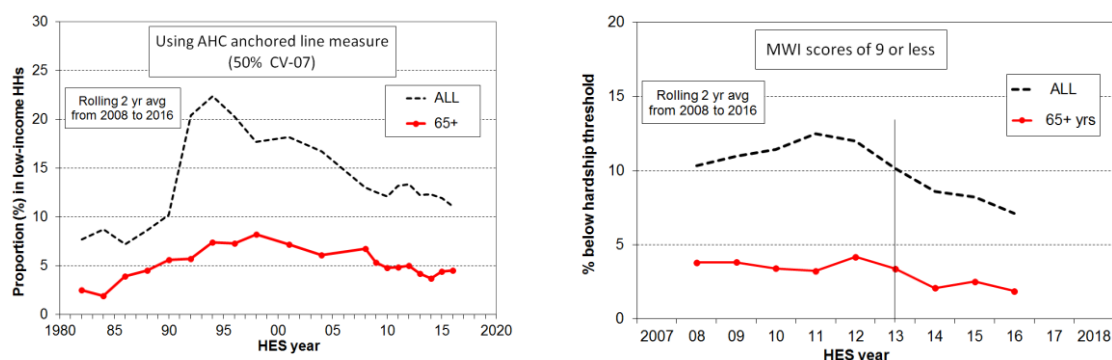 Using AHC anchored line measure
(50% CV-07)
Rolling 2 yr avg
from 2008 to 2016
ALL
65+
Proportion (%) in low-income HHs
30
25
20
15
10
5
0
1980 85 90 95 00 05 10 15 2020
HES year
MWI scores of 9 or less
Rolling 2 yr avg
from 2008 to 2016
ALL
65+ yrs
% below hardship threshold
20
15
10
5
0
2007 08 09 10 11 12 13 14 15 16 17 2018
HES year